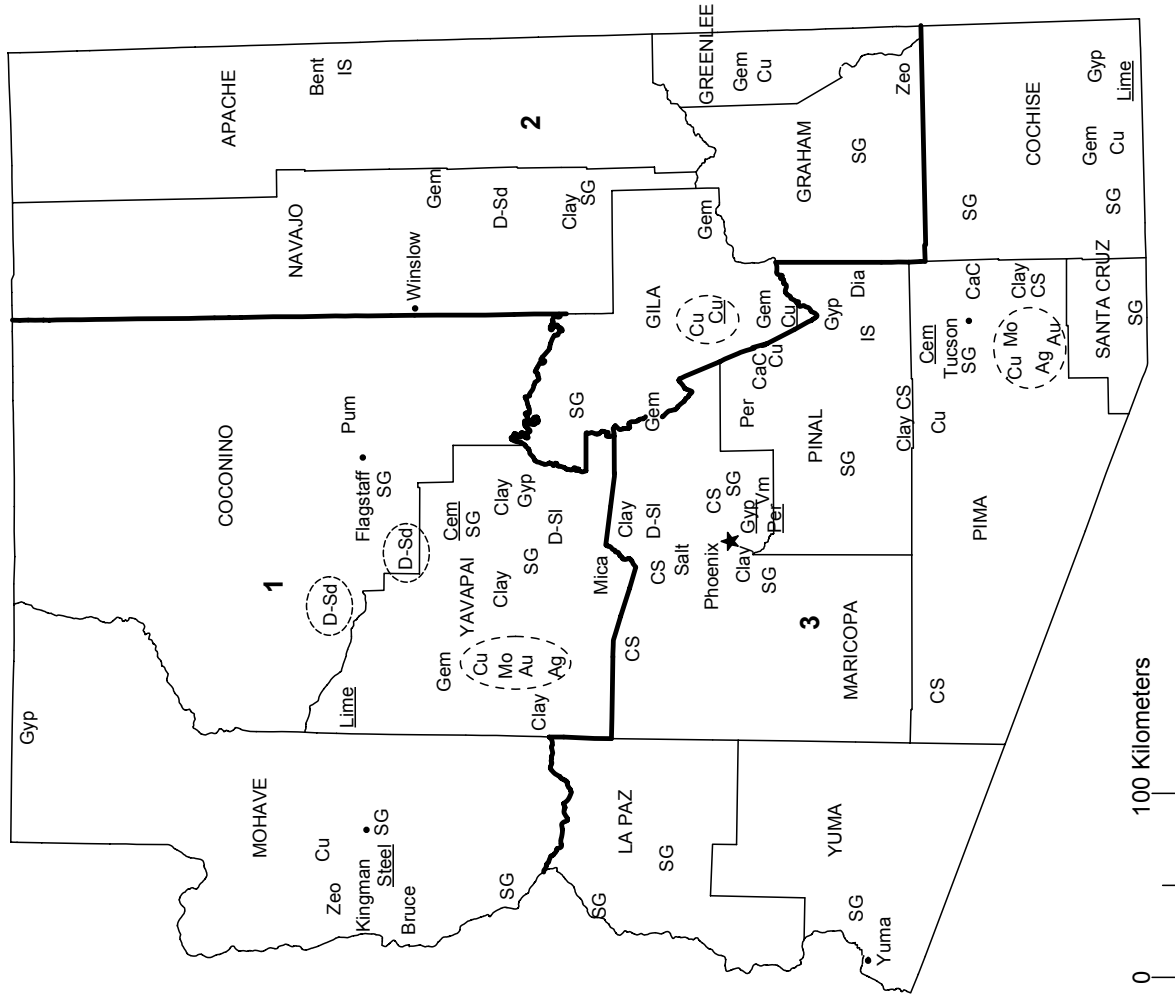 Gyp
COCONINO
NAVAJO
APACHE
MOHAVE
1
D-Sd
D-Sd
Flagstaff
SG
Pum
Winslow
Gem
Bent
IS
2
D-Sd
Clay
SG
Zeo
Cu
Kingman
Steel
SG
Bruce
SG
Lime
Gem
YAVAPAI
Cem
SG
Cu
Mo
Au
Ag
Clay
SG
Clay
Gyp
D-Sl
Clay
Mica
SG
GILA
Cu
Cu
Gem
Gem
Gem
Cu
GREENLEE
Gem
Cu
GRAHAM
SG
Zeo
SG
LA PAZ
SG
CS
CS
Salt
Clay
D-Sl
Phoenix
CS
SG
Clay
SG
Gyp
Vm
Per
3
MARICOPA
Per
CaC
Cu
Gyp
Dia
IS
PINAL
SG
Clay CS
YUMA
SG
Yuma
CS
PIMA
Cu
Cem
Tucson
SG
CaC
Clay
CS
Cu
Mo
Ag
Au
SANTA CRUZ
SG
SG
COCHISE
SG
Gem
Cu
Gyp
Lime
0
100 Kilometers